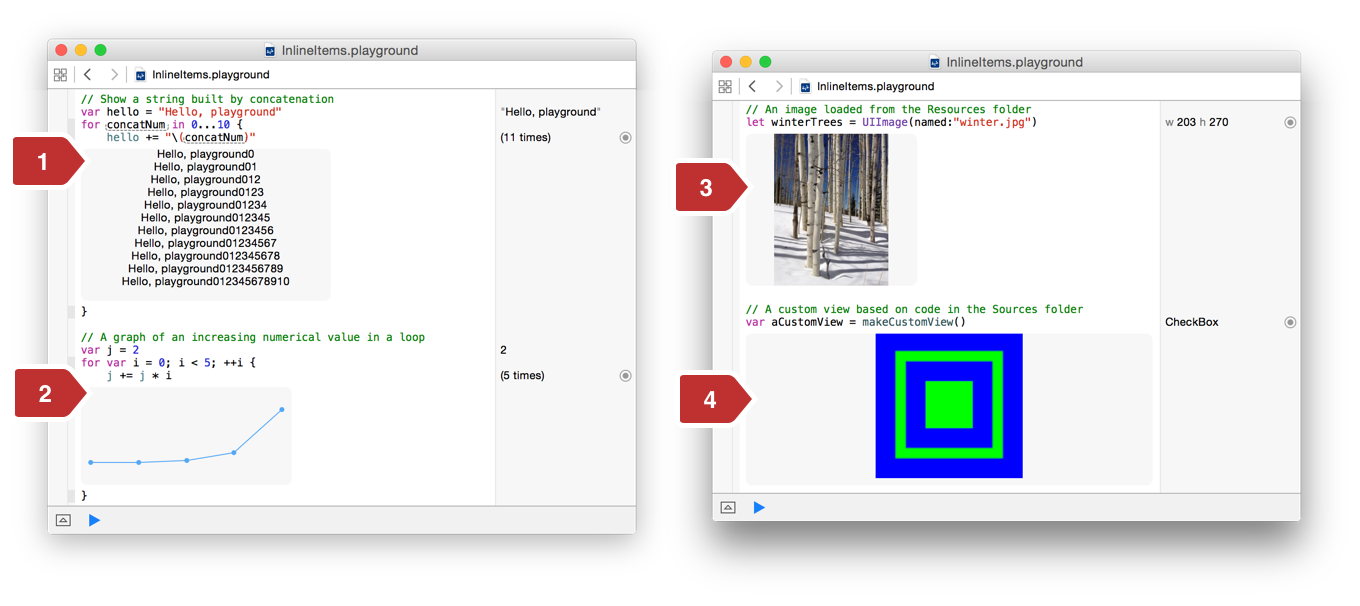 InlineItems.playground
InlineItems.playground
// Show a string built by concatenation
var hello = "Hello, playground"
"Hello, playground"
for concatNum in 0...10 {
hello += "\(concatNum)"
(11 times)
1
Hello, playground0
Hello, playground01
Hello, playground012
Hello, playground0123
Hello, playground01234
Hello, playground012345
Hello, playground0123456
Hello, playground01234567
Hello, playground012345678
Hello, playground0123456789
Hello, playground012345678910
}
// A graph of an increasing numerical value in a loop
var j = 2
2
for var i = 0; i < 5; ++i {
j += j * i
(5 times)
2
}
InlineItems.playground
InlineItems.playground
// An image loaded from the Resources folder
let winterTrees = UIImage(named:"winter.jpg")
w 203 h 270
3
// A custom view based on code in the Sources folder
var aCustomView = makeCustomView()
CheckBox
4